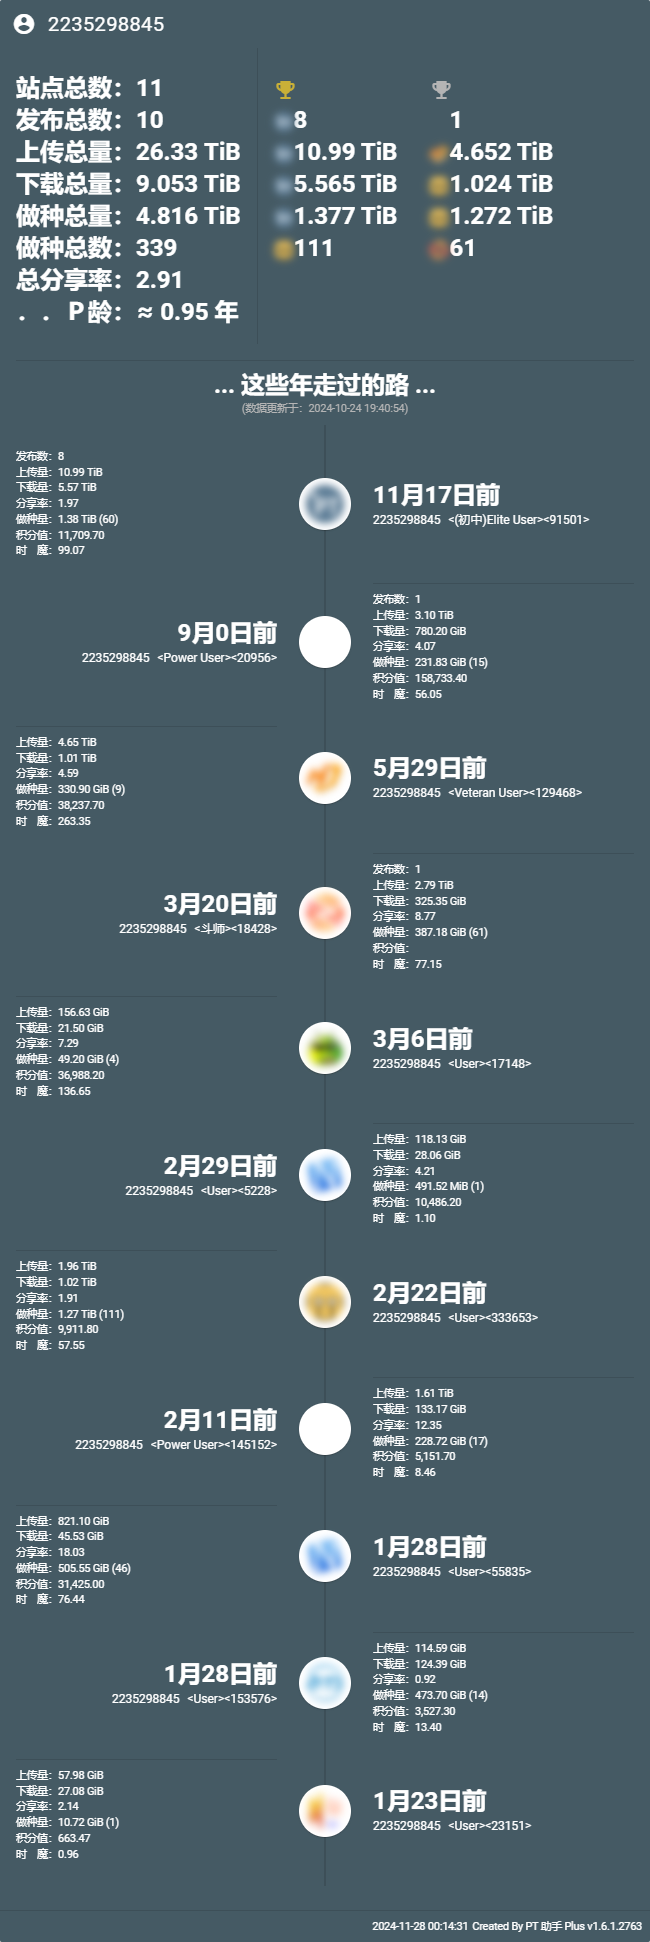 2235298845
站点总数：11
发布总数：10
上传总量：26.33 TiB
下载总量：9.053 TiB
做种总量：4.816 TiB
做种总数：339
总分享率：2.91
．．P龄：≈ 0.95 年
8
10.99 TiB
5.565 TiB
1.377 TiB
111
1
4.652 TiB
1.024 TiB
1.272 TiB
61
... 这些年走过的路 ...
(数据更新于：2024-10-24 19:40:54)
发布数：8
上传量：10.99 TiB
下载量：5.57 TiB
分享率：1.97
做种量：1.38 TiB (60)
积分值：11,709.70
时　魔：99.07
11月17日前
2235298845 <(初中)Elite User><91501>
9月0日前
2235298845 <Power User><20956>
发布数：1
上传量：3.10 TiB
下载量：780.20 GiB
分享率：4.07
做种量：231.83 GiB (15)
积分值：158,733.40
时　魔：56.05
上传量：4.65 TiB
下载量：1.01 TiB
分享率：4.59
做种量：330.90 GiB (9)
积分值：38,237.70
时　魔：263.35
5月29日前
2235298845 <Veteran User><129468>
3月20日前
2235298845 <斗师><18428>
发布数：1
上传量：2.79 TiB
下载量：325.35 GiB
分享率：8.77
做种量：387.18 GiB (61)
积分值：
时　魔：77.15
上传量：156.63 GiB
下载量：21.50 GiB
分享率：7.29
做种量：49.20 GiB (4)
积分值：36,988.20
时　魔：136.65
3月6日前
2235298845 <User><17148>
2月29日前
2235298845 <User><5228>
上传量：118.13 GiB
下载量：28.06 GiB
分享率：4.21
做种量：491.52 MiB (1)
积分值：10,486.20
时　魔：1.10
上传量：1.96 TiB
下载量：1.02 TiB
分享率：1.91
做种量：1.27 TiB (111)
积分值：9,911.80
时　魔：57.55
2月22日前
2235298845 <User><333653>
2月11日前
2235298845 <Power User><145152>
上传量：1.61 TiB
下载量：133.17 GiB
分享率：12.35
做种量：228.72 GiB (17)
积分值：5,151.70
时　魔：8.46
上传量：821.10 GiB
下载量：45.53 GiB
分享率：18.03
做种量：505.55 GiB (46)
积分值：31,425.00
时　魔：76.44
1月28日前
2235298845 <User><55835>
1月28日前
2235298845 <User><153576>
上传量：114.59 GiB
下载量：124.39 GiB
分享率：0.92
做种量：473.70 GiB (14)
积分值：3,527.30
时　魔：13.40
上传量：57.98 GiB
下载量：27.08 GiB
分享率：2.14
做种量：10.72 GiB (1)
积分值：663.47
时　魔：0.96
1月23日前
2235298845 <User><23151>
2024-11-28 00:14:31 Created By PT 助手 Plus v1.6.1.2763